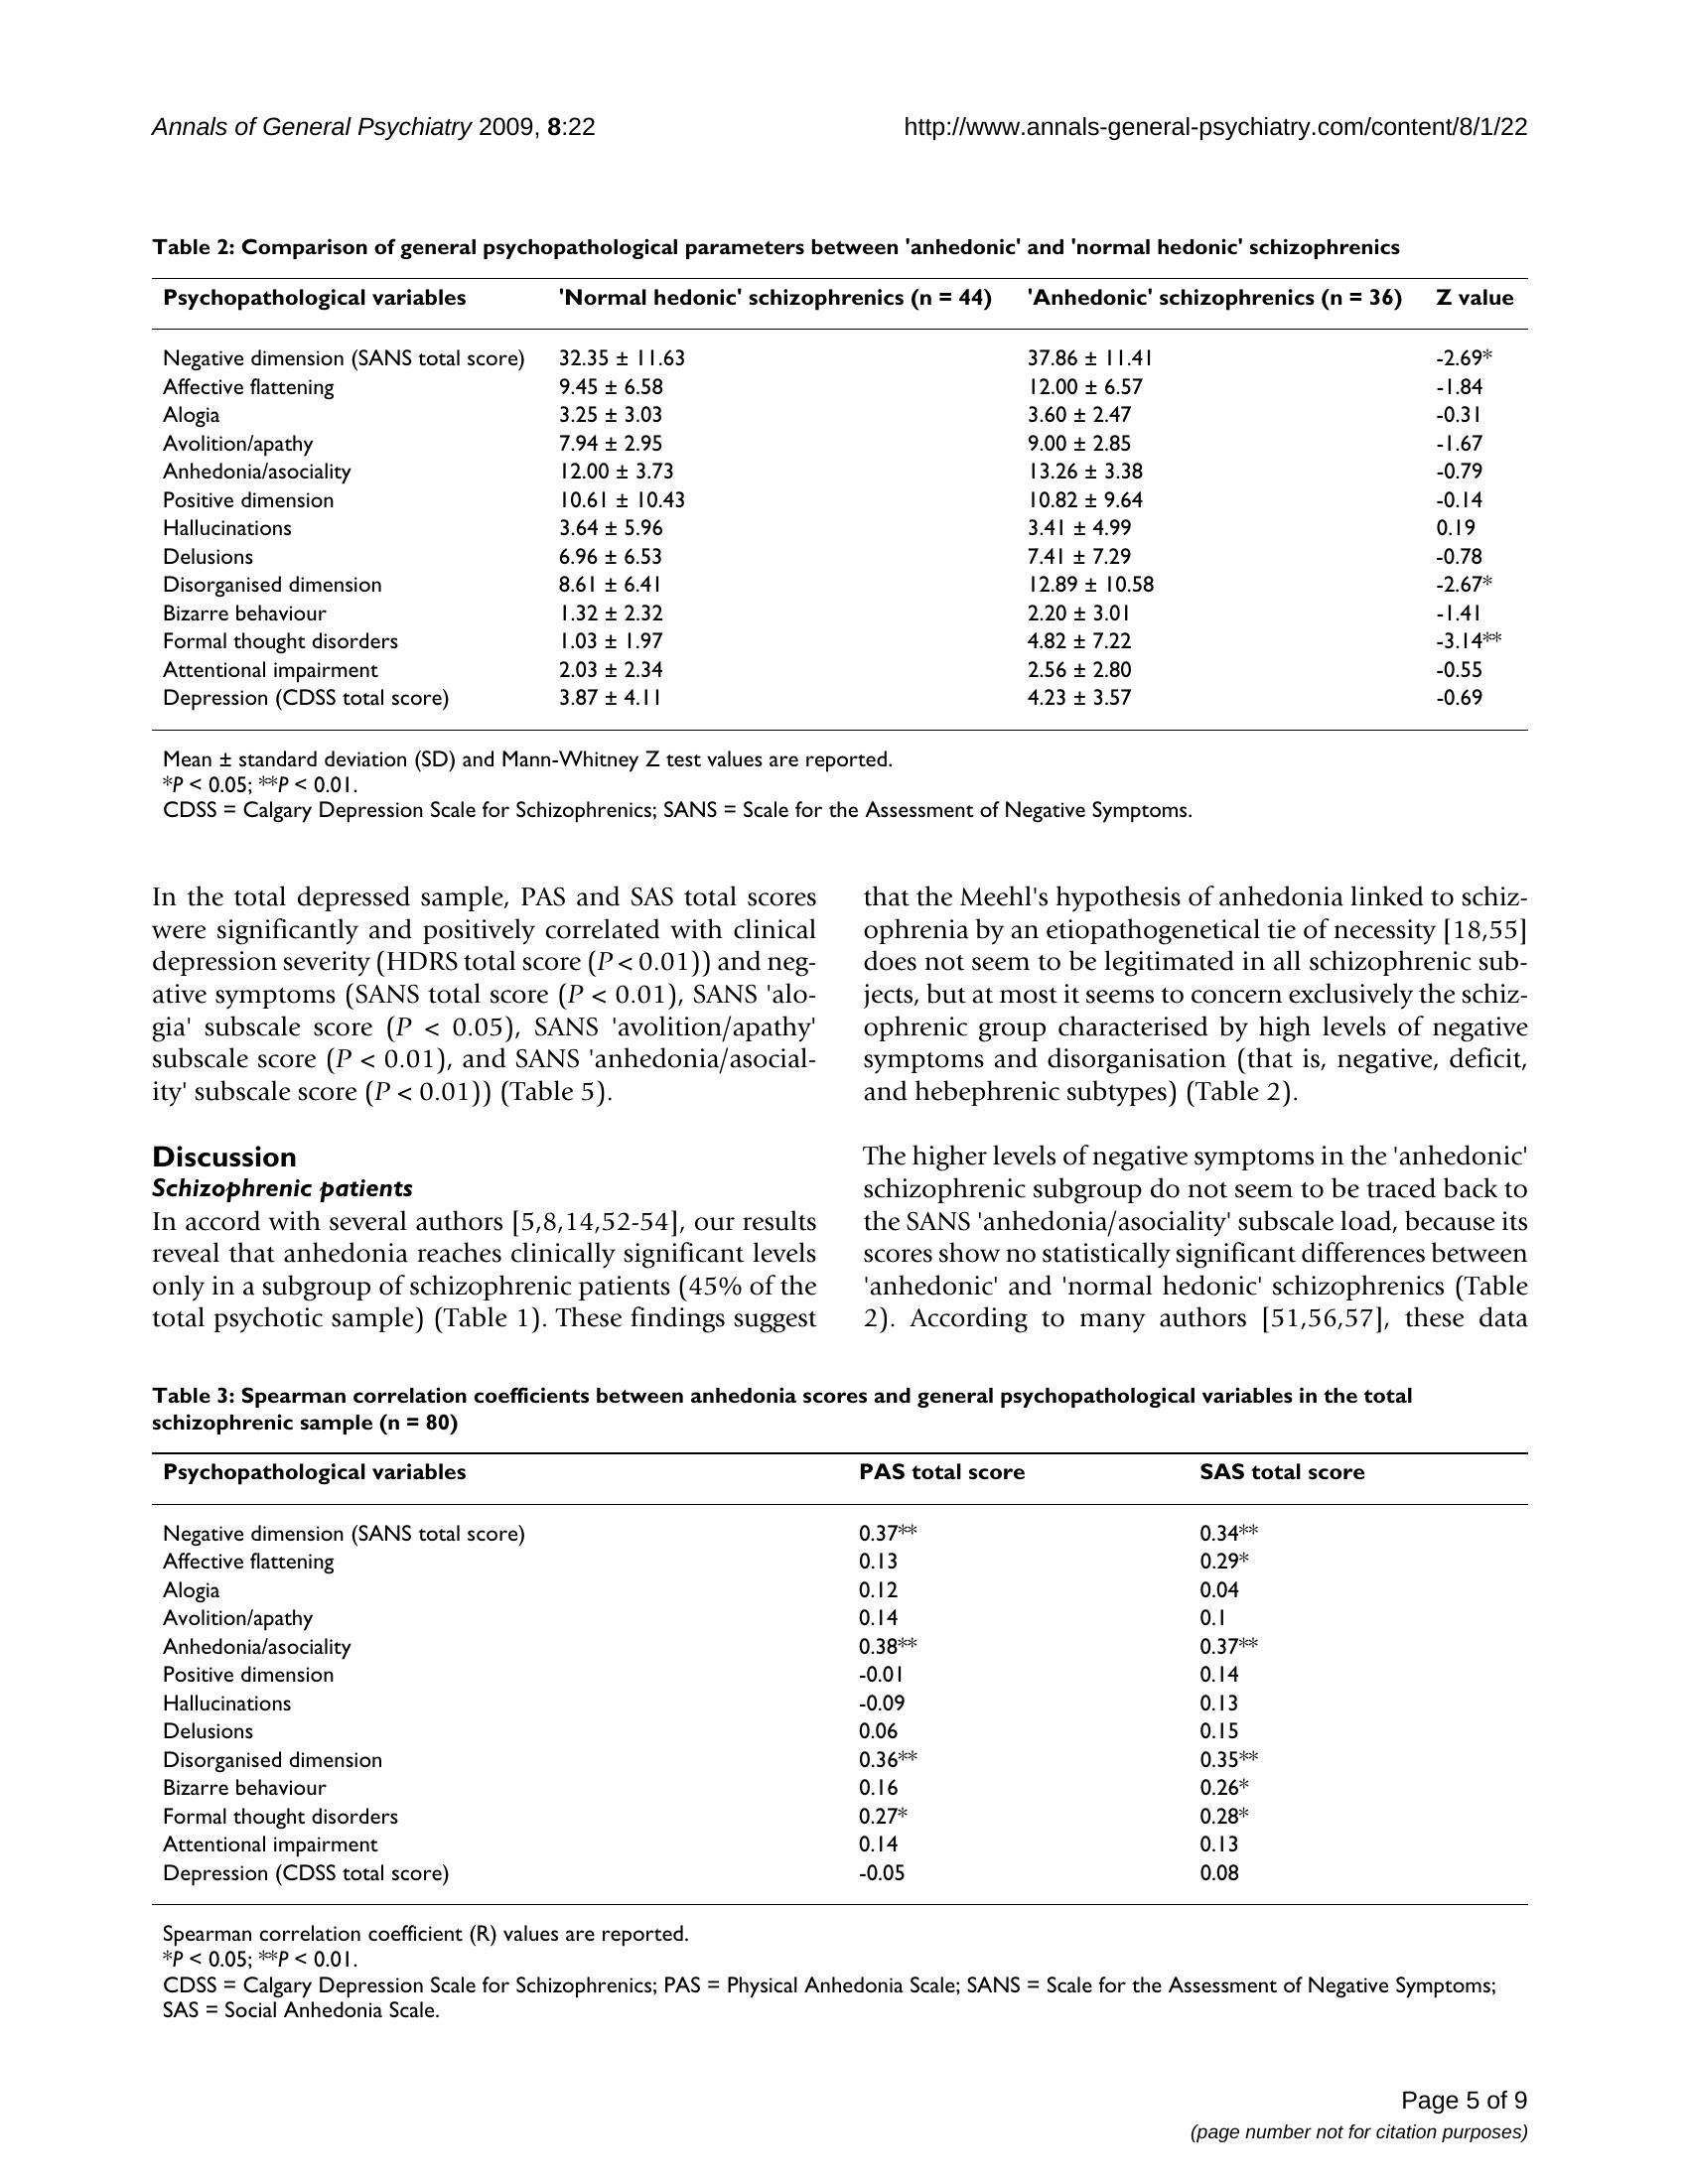 Annals of General Psychiatry 2009, 8:22 http://www.annals-general-psychiatry.com/content/8/1/22
Table 2: Comparison of general psychopathological parameters between 'anhedonic' and 'normal hedonic' schizophrenics
Psychopathological variables 'Normal hedonic' schizophrenics (n = 44) 'Anhedonic' schizophrenics (n = 36) Z value
Negative dimension (SANS total score) 32.35 ± 11.63 37.86 ± 11.41 -2.69*
Affective flattening 9.45 ± 6.58 12.00 ± 6.57 -1.84
Alogia 3.25 ± 3.03 3.60 ± 2.47 -0.31
Avolition/apathy 7.94 ± 2.95 9.00 ± 2.85 -1.67
Anhedonia/asociality 12.00 ± 3.73 13.26 ± 3.38 -0.79
Positive dimension 10.61 ± 10.43 10.82 ± 9.64 -0.14
Hallucinations 3.64 ± 5.96 3.41 ± 4.99 0.19
Delusions 6.96 ± 6.53 7.41 ± 7.29 -0.78
Disorganised dimension 8.61 ± 6.41 12.89 ± 10.58 -2.67*
Bizarre behaviour 1.32 ± 2.32 2.20 ± 3.01 -1.41
Formal thought disorders 1.03 ± 1.97 4.82 ± 7.22 -3.14**
Attentional impairment 2.03 ± 2.34 2.56 ± 2.80 -0.55
Depression (CDSS total score) 3.87 ± 4.11 4.23 ± 3.57 -0.69
Mean ± standard deviation (SD) and Mann-Whitney Z test values are reported.
*P < 0.05; **P < 0.01.
CDSS = Calgary Depression Scale for Schizophrenics; SANS = Scale for the Assessment of Negative Symptoms.
In the total depressed sample, PAS and SAS total scores
were significantly and positively correlated with clinical
depression severity (HDRS total score (P < 0.01)) and neg-
ative symptoms (SANS total score (P < 0.01), SANS 'alo-
gia' subscale score (P < 0.05), SANS 'avolition/apathy'
subscale score (P < 0.01), and SANS 'anhedonia/asocial-
ity' subscale score (P < 0.01)) (Table 5).
Discussion
Schizophrenic patients
In accord with several authors [5,8,14,52-54], our results
reveal that anhedonia reaches clinically significant levels
only in a subgroup of schizophrenic patients (45% of the
total psychotic sample) (Table 1). These findings suggest
that the Meehl's hypothesis of anhedonia linked to schiz-
ophrenia by an etiopathogenetical tie of necessity [18,55]
does not seem to be legitimated in all schizophrenic sub-
jects, but at most it seems to concern exclusively the schiz-
ophrenic group characterised by high levels of negative
symptoms and disorganisation (that is, negative, deficit,
and hebephrenic subtypes) (Table 2).
The higher levels of negative symptoms in the 'anhedonic'
schizophrenic subgroup do not seem to be traced back to
the SANS 'anhedonia/asociality' subscale load, because its
scores show no statistically significant differences between
'anhedonic' and 'normal hedonic' schizophrenics (Table
2). According to many authors [51,56,57], these data
Table 3: Spearman correlation coefficients between anhedonia scores and general psychopathological variables in the total
schizophrenic sample (n = 80)
Psychopathological variables PAS total score SAS total score
Negative dimension (SANS total score) 0.37** 0.34**
Affective flattening 0.13 0.29*
Alogia 0.12 0.04
Avolition/apathy 0.14 0.1
Anhedonia/asociality 0.38** 0.37**
Positive dimension -0.01 0.14
Hallucinations -0.09 0.13
Delusions 0.06 0.15
Disorganised dimension 0.36** 0.35**
Bizarre behaviour 0.16 0.26*
Formal thought disorders 0.27* 0.28*
Attentional impairment 0.14 0.13
Depression (CDSS total score) -0.05 0.08
Spearman correlation coefficient (R) values are reported.
*P < 0.05; **P < 0.01.
CDSS = Calgary Depression Scale for Schizophrenics; PAS = Physical Anhedonia Scale; SANS = Scale for the Assessment of Negative Symptoms;
SAS = Social Anhedonia Scale.
Page 5 of 9
(page number not for citation purposes)